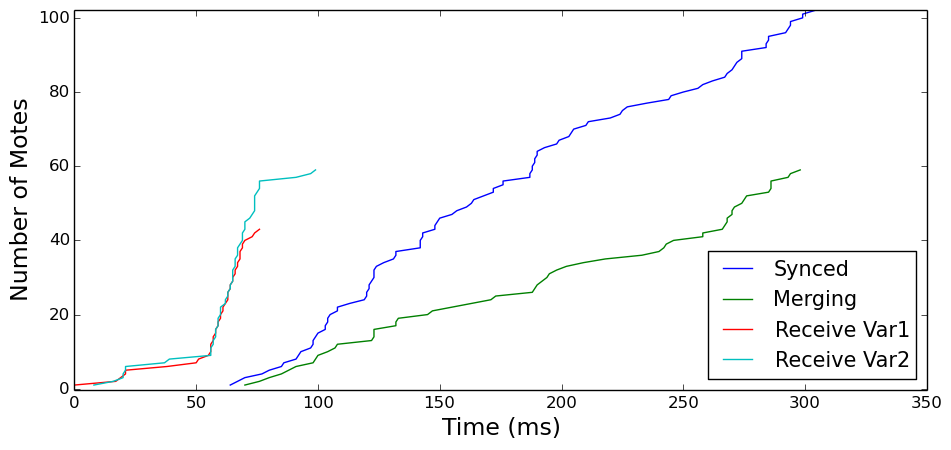 100
80
60
40
20
0
Number of Motes
0 50 100 150 200 250 300 350
Time (ms)
Synced
Merging
Receive Var1
Receive Var2